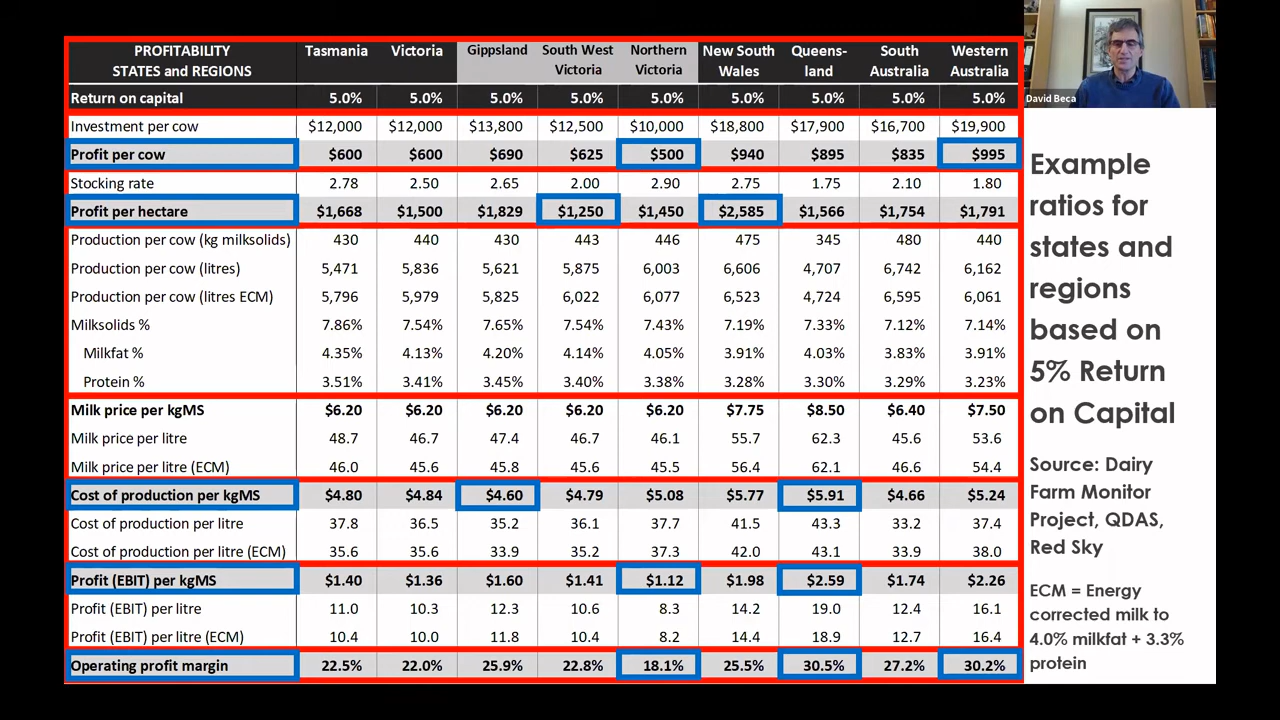 PROFITABILITY STATES and REGIONS Tasmania Victoria Gippsland South West Victoria Northern Victoria New South Wales Queens-land South Australia Western Australia
Return on capital 5.0% 5.0% 5.0% 5.0% 5.0% 5.0% 5.0% 5.0% 5.0%
Investment per cow $12,000 $12,000 $13,800 $12,500 $10,000 $18,800 $17,900 $16,700 $19,900
Profit per cow $600 $600 $690 $625 $500 $940 $895 $835 $995
Stocking rate 2.78 2.50 2.65 2.00 2.90 2.75 1.75 2.10 1.80
Profit per hectare $1,668 $1,500 $1,829 $1,250 $1,450 $2,585 $1,566 $1,754 $1,791
Production per cow (kg milksolids) 430 440 430 443 446 475 345 480 440
Production per cow (litres) 5,471 5,836 5,621 5,875 6,003 6,606 4,707 6,742 6,162
Production per cow (litres ECM) 5,796 5,979 5,825 6,022 6,077 6,523 4,724 6,595 6,061
Milksolids % 7.86% 7.54% 7.65% 7.54% 7.43% 7.19% 7.33% 7.12% 7.14%
Milkfat % 4.35% 4.13% 4.20% 4.14% 4.05% 3.91% 4.03% 3.83% 3.91%
Protein % 3.51% 3.41% 3.45% 3.40% 3.38% 3.28% 3.30% 3.29% 3.23%
Milk price per kgMS $6.20 $6.20 $6.20 $6.20 $6.20 $7.75 $8.50 $6.40 $7.50
Milk price per litre 48.7 46.7 47.4 46.7 46.1 55.7 62.3 45.6 53.6
Milk price per litre (ECM) 46.0 45.6 45.8 45.6 45.5 56.4 62.1 46.6 54.4
Cost of production per kgMS $4.80 $4.84 $4.60 $4.79 $5.08 $5.77 $5.91 $4.66 $5.24
Cost of production per litre 37.8 36.5 35.2 36.1 37.7 41.5 43.3 33.2 37.4
Cost of production per litre (ECM) 35.6 35.6 33.9 35.2 37.3 42.0 43.1 33.9 38.0
Profit (EBIT) per kgMS $1.40 $1.36 $1.60 $1.41 $1.12 $1.98 $2.59 $1.74 $2.26
Profit (EBIT) per litre 11.0 10.3 12.3 10.6 8.3 14.2 19.0 12.4 16.1
Profit (EBIT) per litre (ECM) 10.4 10.0 11.8 10.4 8.2 14.4 18.9 12.7 16.4
Operating profit margin 22.5% 22.0% 25.9% 22.8% 18.1% 25.5% 30.5% 27.2% 30.2%
David Beca
Example
ratios for
states and
regions
based on
5% Return
on Capital
Source: Dairy
Farm Monitor
Project, QDAS,
Red Sky
ECM = Energy
corrected milk to
4.0% milkfat + 3.3%
protein